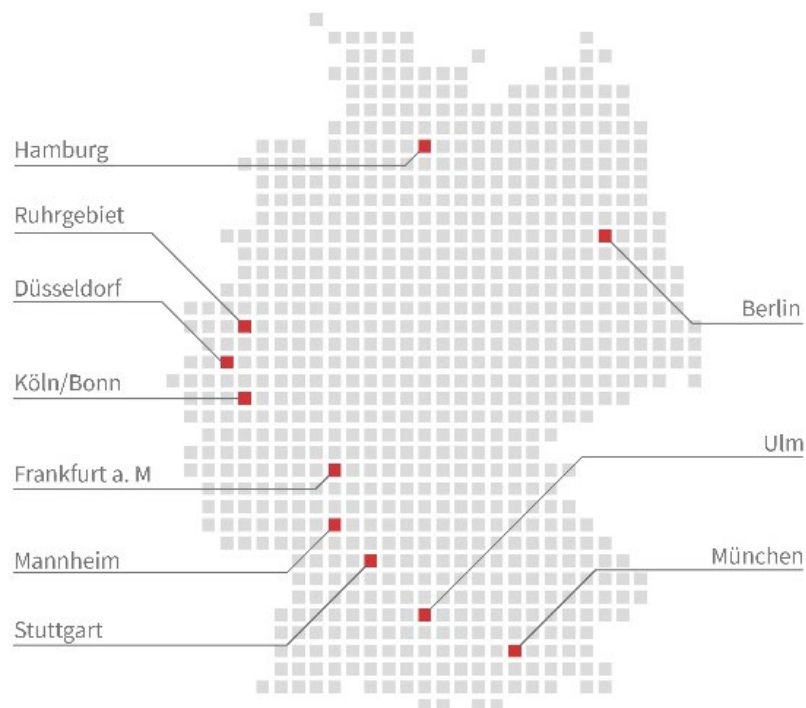 Hamburg
Ruhrgebiet
Düsseldorf
Köln/Bonn
Frankfurt a. M
Mannheim
Stuttgart
Berlin
Ulm
München